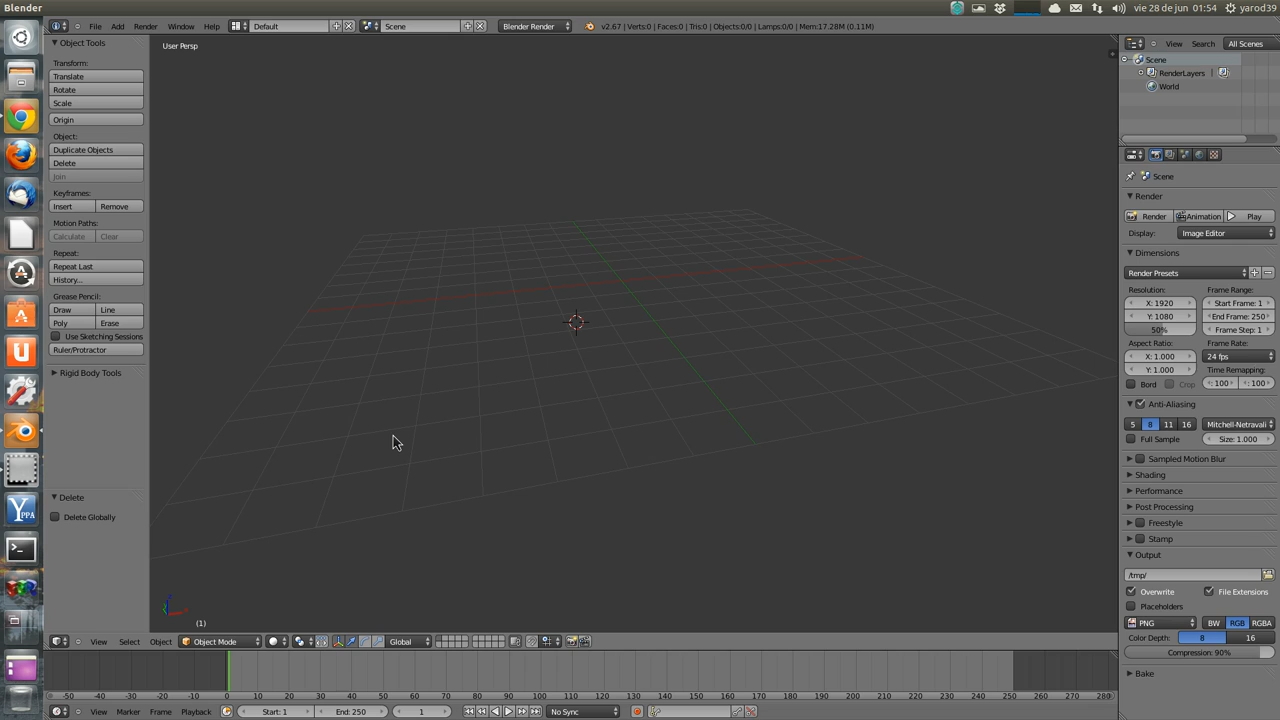 Blender
vie 28 de jun 01:54 yarod39
File Add Render Window Help Default Scene Blender Render v2.67 | Verts:0 | Faces:0 | Tris:0 | Objects:0/0 | Lamps:0/0 | Mem:17.28M (0.11M)
Object Tools
Transform:
Translate
Rotate
Scale
Origin
Object:
Duplicate Objects
Delete
Join
Keyframes:
Insert Remove
Motion Paths:
Calculate Clear
Repeat:
Repeat Last
History...
Grease Pencil:
Draw Line
Poly Erase
Use Sketching Sessions
Ruler/Protractor
Rigid Body Tools
Delete
Delete Globally
User Persp
(1)
View Select Object Object Mode Global
-50 -40 -30 -20 -10 0 10 20 30 40 50 60 70 80 90 100 110 120 130 140 150 160 170 180 190 200 210 220 230 240 250 260 270 280
View Marker Frame Playback Start: 1 End: 250 1 No Sync
View Search All Scenes
Scene
RenderLayers
World
Scene
Render
Render Animation Play
Display: Image Editor
Dimensions
Render Presets
Resolution: Frame Range:
X: 1920 Start Frame: 1
Y: 1080 End Frame: 250
50% Frame Step: 1
Aspect Ratio: Frame Rate:
X: 1.000 24 fps
Y: 1.000 Time Remapping:
Bord Crop : 100 : 100
Anti-Aliasing
5 8 11 16 Mitchell-Netravali
Full Sample Size: 1.000
Sampled Motion Blur
Shading
Performance
Post Processing
Freestyle
Stamp
Output
/tmp/
Overwrite File Extensions
Placeholders
PNG BW RGB RGBA
Color Depth: 8 16
Compression: 90%
Bake
YPPA